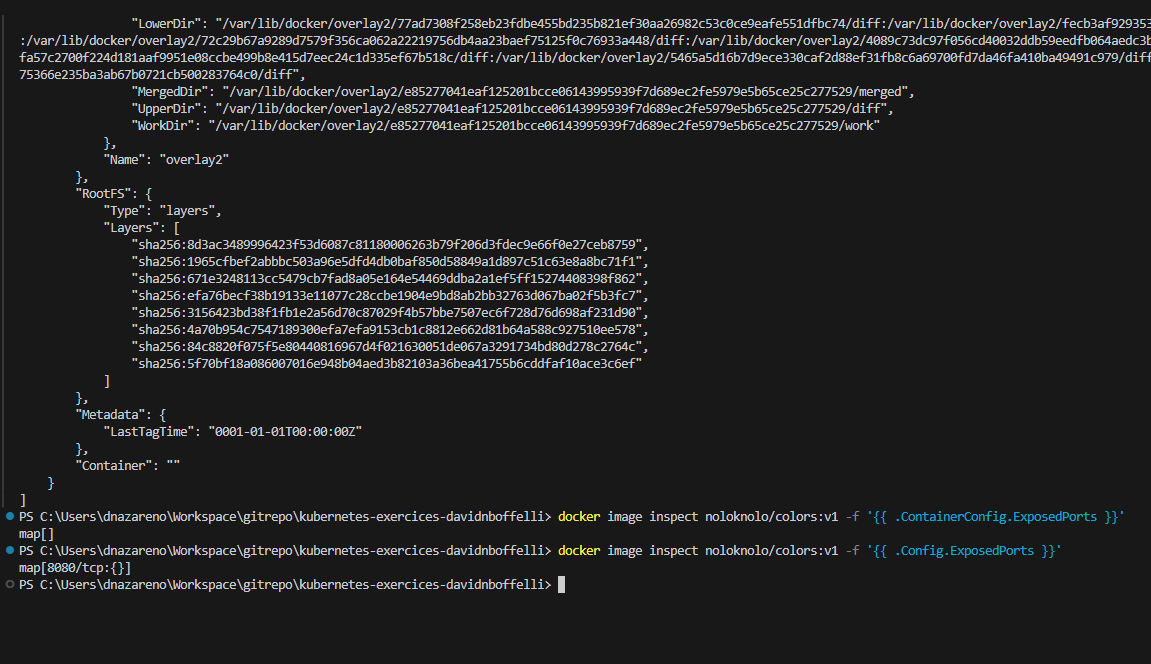 "LowerDir": "/var/lib/docker/overlay2/77ad7308f258eb23fdbe455bd235b821ef30aa26982c53c0ce9eafe551dfbc74/diff:/var/lib/docker/overlay2/fecb3af929353
:/var/lib/docker/overlay2/72c29b67a9289d7579f356ca062a22219756db4aa23baef75125f0c76933a448/diff:/var/lib/docker/overlay2/4089c73dc97f056cd40032ddb59eedfb064aedc3b
fa57c2700f224d181aaf9951e08ccbe499b8e415d7eec24c1d335ef67b518c/diff:/var/lib/docker/overlay2/5465a5d16b7d9ece330caf2d88ef31fb8c6a69700fd7da46fa410ba49491c979/diff
75366e235ba3ab67b0721cb500283764c0/diff",
"MergedDir": "/var/lib/docker/overlay2/e85277041eaf125201bcce06143995939f7d689ec2fe5979e5b65ce25c277529/merged",
"UpperDir": "/var/lib/docker/overlay2/e85277041eaf125201bcce06143995939f7d689ec2fe5979e5b65ce25c277529/diff",
"WorkDir": "/var/lib/docker/overlay2/e85277041eaf125201bcce06143995939f7d689ec2fe5979e5b65ce25c277529/work"
},
"Name": "overlay2"
},
"RootFS": {
"Type": "layers",
"Layers": [
"sha256:8d3ac3489996423f53d6087c81180006263b79f206d3fdec9e66f0e27ceb8759",
"sha256:1965cfbef2abbbc503a96e5dfd4db0baf850d58849a1d897c51c63e8a8bc71f1",
"sha256:671e3248113cc5479cb7fad8a05e164e54469ddba2a1ef5ff15274408398f862",
"sha256:efa76becf38b19133e11077c28ccbe1904e9bd8ab2bb32763d067ba02f5b3fc7",
"sha256:3156423bd38f1fb1e2a56d70c87029f4b57bbe7507ec6f728d76d698af231d90",
"sha256:4a70b954c7547189300efa7efa9153cb1c8812e662d81b64a588c927510ee578",
"sha256:84c8820f075f5e80440816967d4f021630051de067a3291734bd80d278c2764c",
"sha256:5f70bf18a086007016e948b04aed3b82103a36bea41755b6cddfaf10ace3c6ef"
]
},
"Metadata": {
"LastTagTime": "0001-01-01T00:00:00Z"
},
"Container": ""
}
]
PS C:\Users\dnazareno\Workspace\gitrepo\kubernetes-exercices-davidnboffelli> docker image inspect noloknolo/colors:v1 -f '{{ .ContainerConfig.ExposedPorts }}'
map[]
PS C:\Users\dnazareno\Workspace\gitrepo\kubernetes-exercices-davidnboffelli> docker image inspect noloknolo/colors:v1 -f '{{ .Config.ExposedPorts }}'
map[8080/tcp:{}]
PS C:\Users\dnazareno\Workspace\gitrepo\kubernetes-exercices-davidnboffelli>